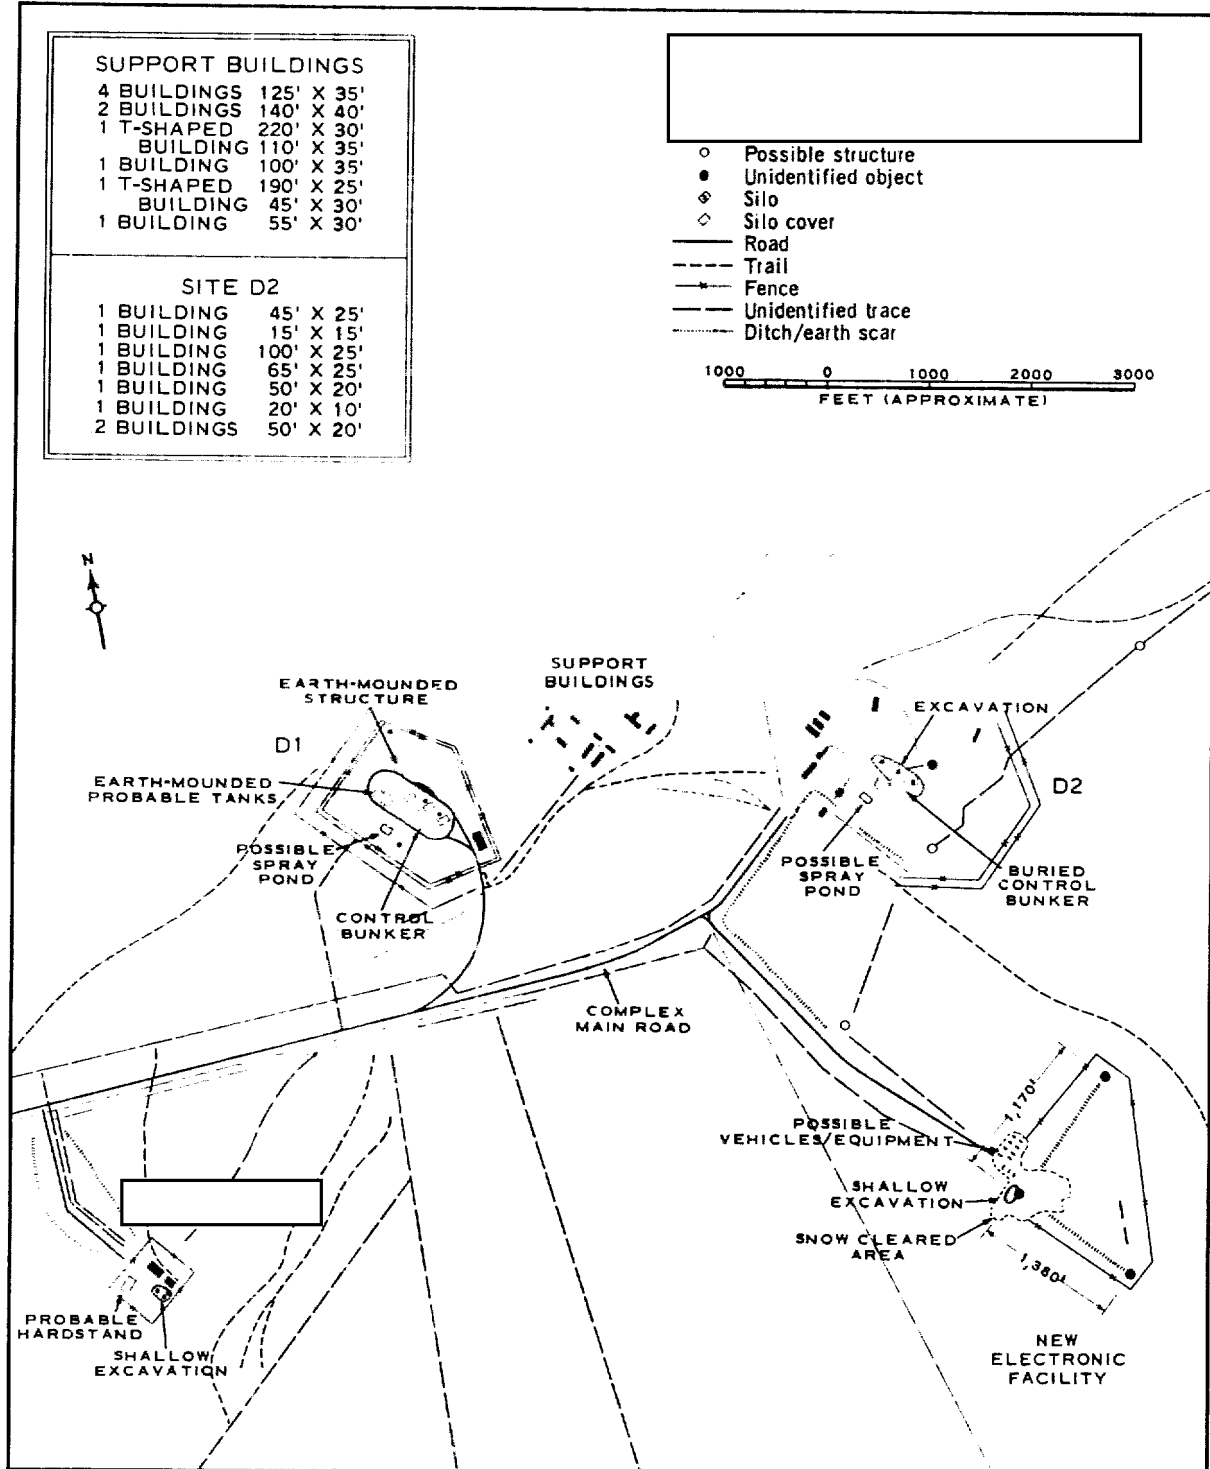 SUPPORT BUILDINGS
4 BUILDINGS 125' X 35'
2 BUILDINGS 140' X 40'
1 T-SHAPED 220' X 30'
BUILDING 110' X 35'
1 BUILDING 100' X 35'
1 T-SHAPED 190' X 25'
BUILDING 45' X 30'
1 BUILDING 55' X 30'
SITE D2
1 BUILDING 45' X 25'
1 BUILDING 15' X 15'
1 BUILDING 100' X 25'
1 BUILDING 65' X 25'
1 BUILDING 50' X 20'
1 BUILDING 20' X 10'
2 BUILDINGS 50' X 20'
Possible structure
Unidentified object
Silo
Silo cover
Road
Trail
Fence
Unidentified trace
Ditch/earth scar
1000 0 1000 2000 3000
FEET (APPROXIMATE)
N
SUPPORT
BUILDINGS
EARTH-MOUNDED
STRUCTURE
D1
EARTH-MOUNDED
PROBABLE TANKS
POSSIBLE
SPRAY
POND
CONTROL
BUNKER
EXCAVATION
D2
POSSIBLE
SPRAY
POND
BURIED
CONTROL
BUNKER
COMPLEX
MAIN ROAD
1,170'
POSSIBLE
VEHICLES/EQUIPMENT
SHALLOW
EXCAVATION
SNOW CLEARED
AREA
1,380'
NEW
ELECTRONIC
FACILITY
PROBABLE
HARDSTAND
SHALLOW
EXCAVATION